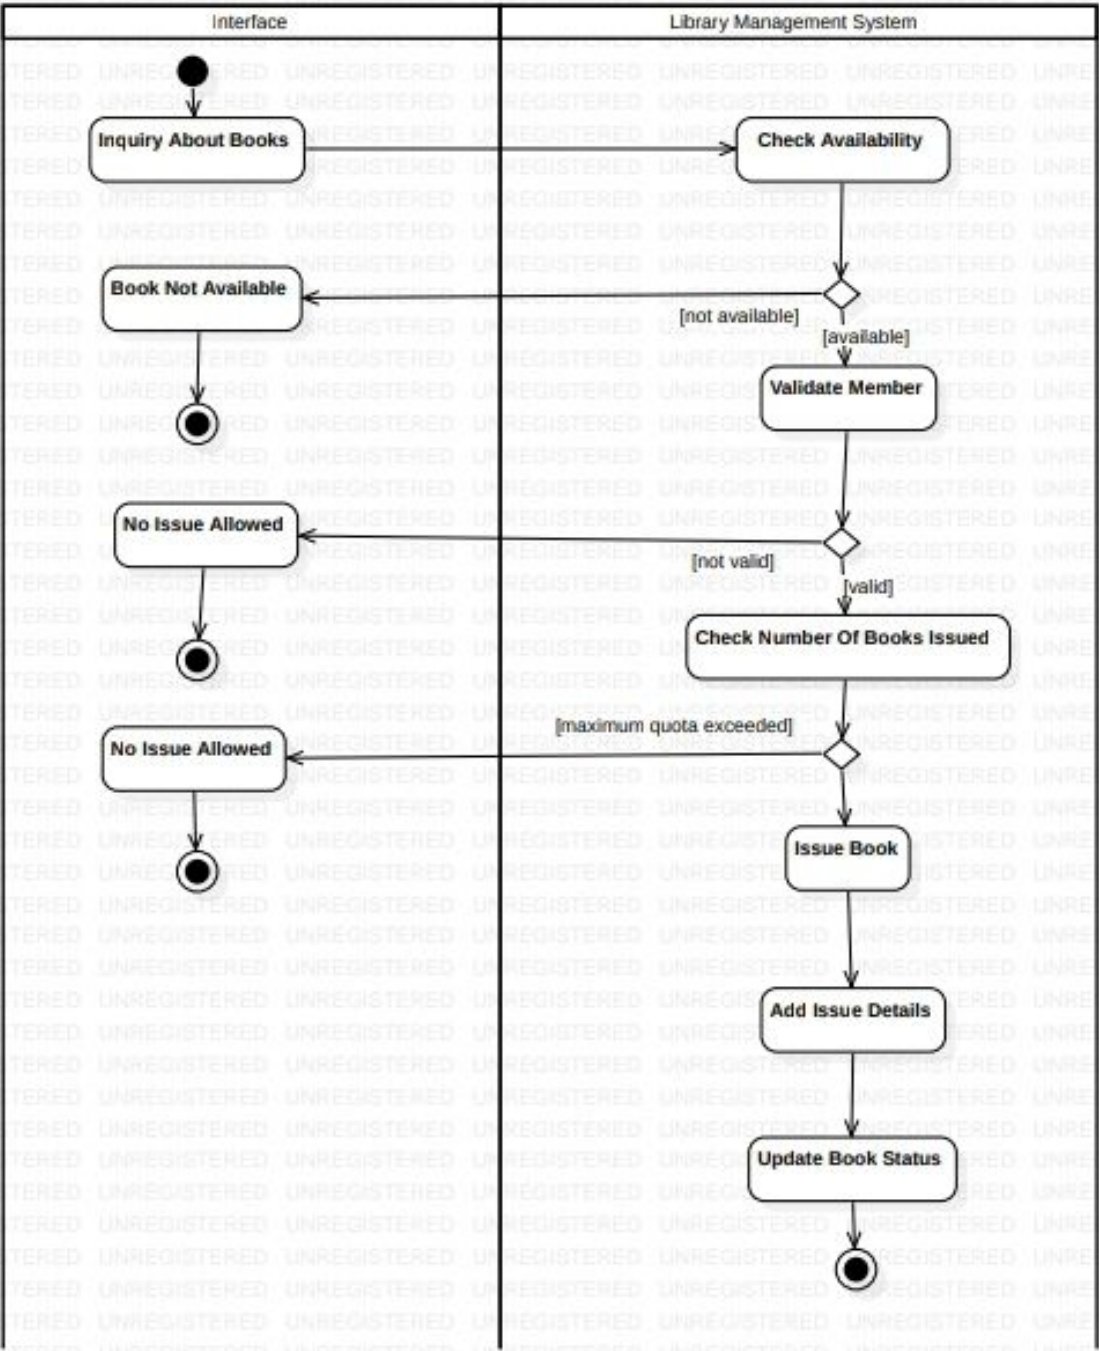 Interface
Library Management System
Inquiry About Books
Check Availability
Book Not Available
[not available]
[available]
Validate Member
No Issue Allowed
[not valid]
[valid]
Check Number Of Books Issued
[maximum quota exceeded]
No Issue Allowed
Issue Book
Add Issue Details
Update Book Status
UNREGISTERED